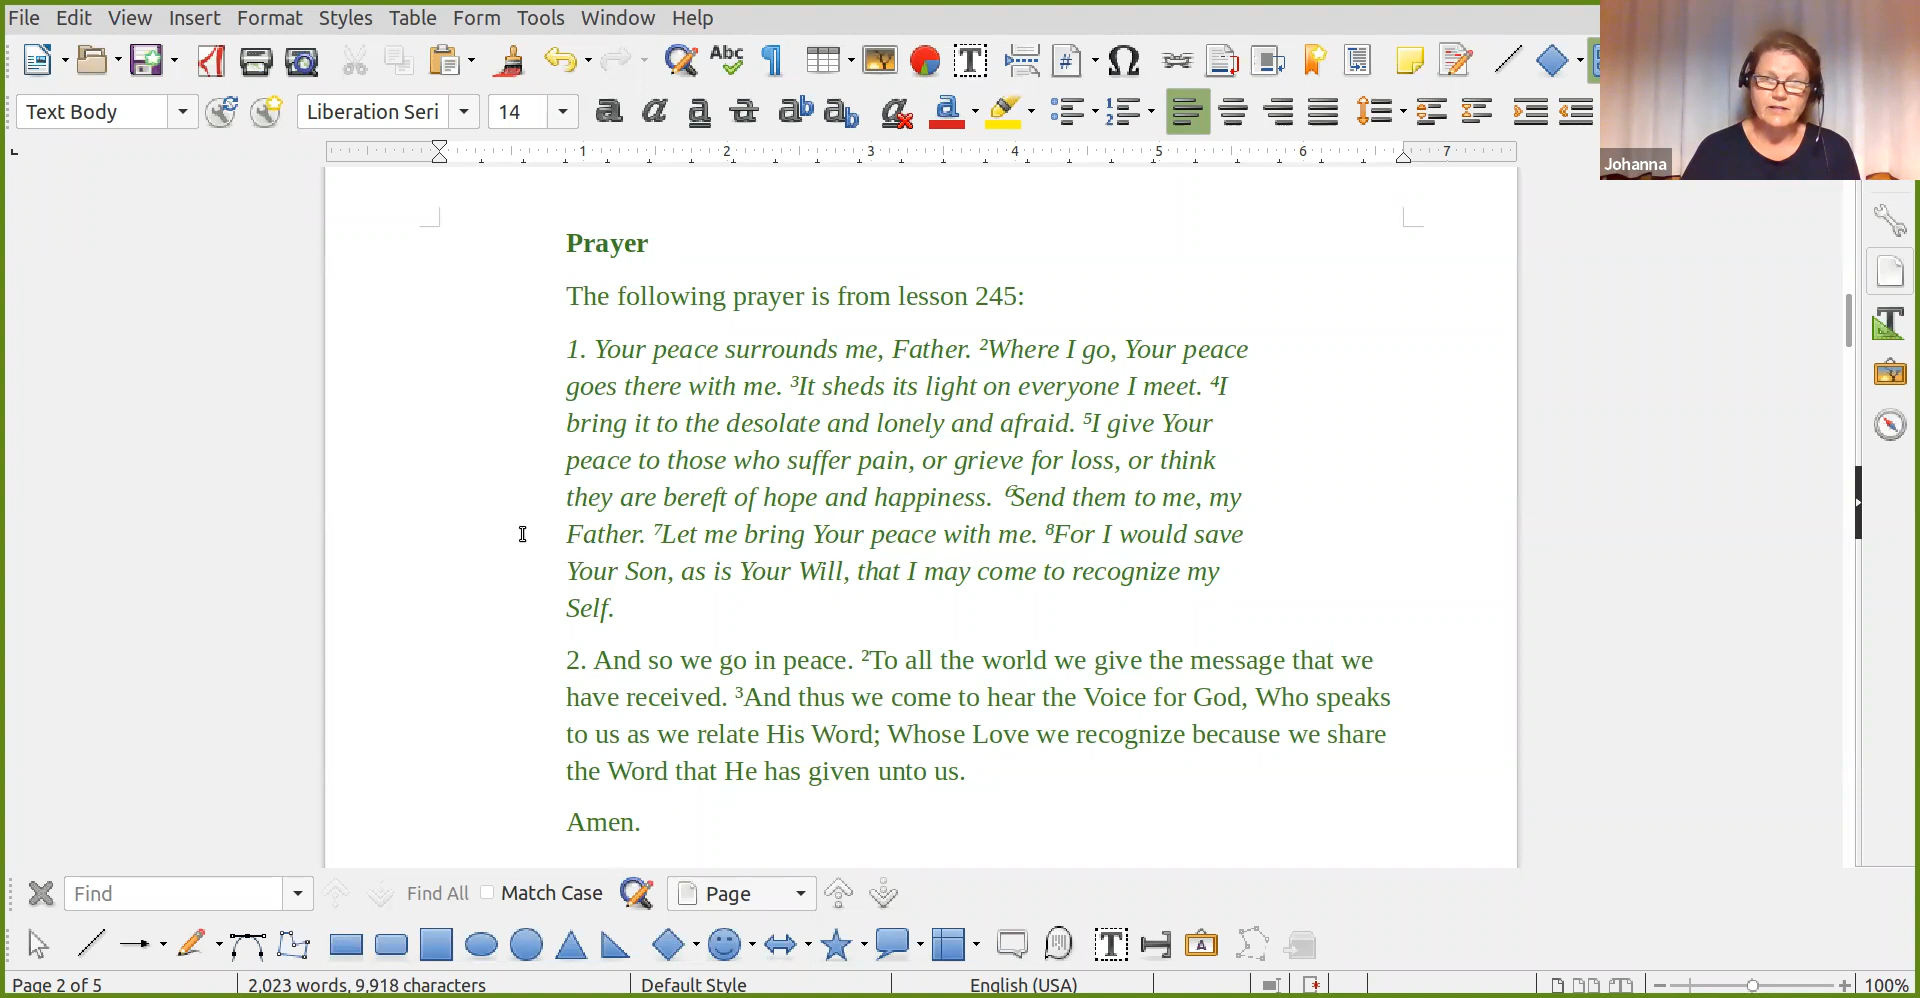 File Edit View Insert Format Styles Table Form Tools Window Help
Text Body Liberation Seri 14
1 2 3 4 5 6 7
Johanna
Prayer
The following prayer is from lesson 245:
1. Your peace surrounds me, Father. ²Where I go, Your peace
goes there with me. ³It sheds its light on everyone I meet. ⁴I
bring it to the desolate and lonely and afraid. ⁵I give Your
peace to those who suffer pain, or grieve for loss, or think
they are bereft of hope and happiness. ⁶Send them to me, my
Father. ⁷Let me bring Your peace with me. ⁸For I would save
Your Son, as is Your Will, that I may come to recognize my
Self.
2. And so we go in peace. ²To all the world we give the message that we
have received. ³And thus we come to hear the Voice for God, Who speaks
to us as we relate His Word; Whose Love we recognize because we share
the Word that He has given unto us.
Amen.
Find Find All Match Case Page
Page 2 of 5 2,023 words, 9,918 characters Default Style English (USA) 100%